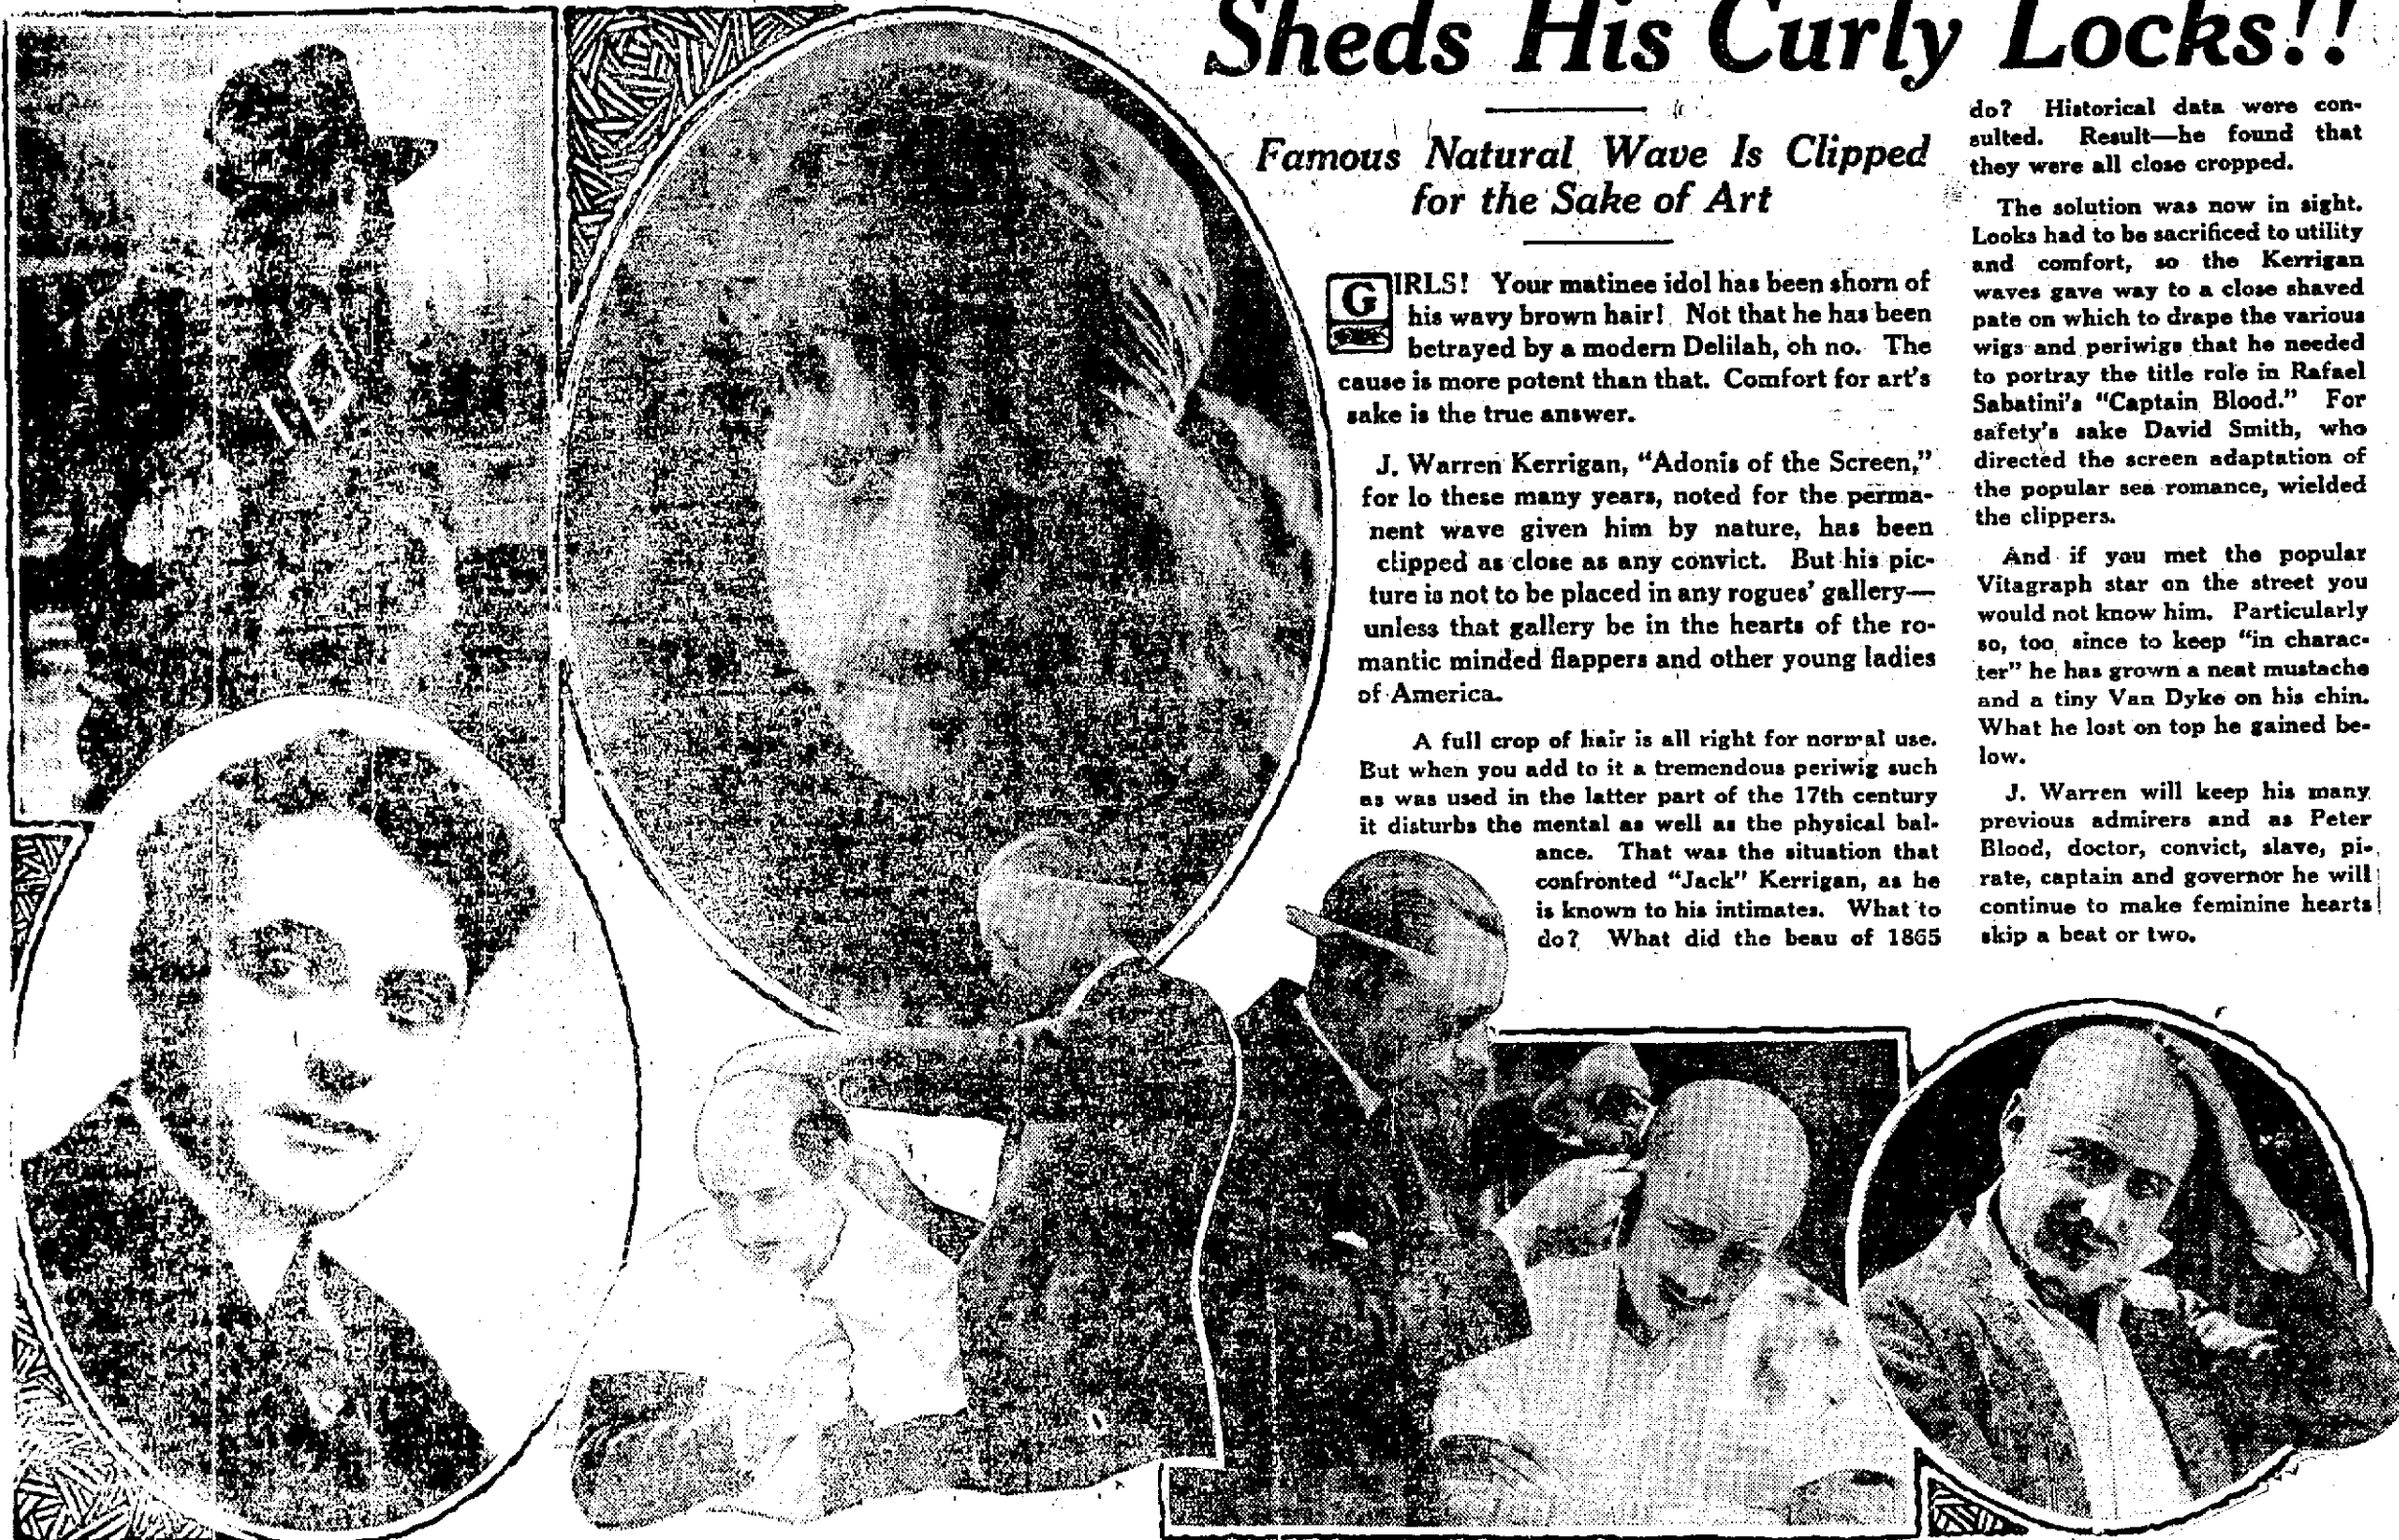 Sheds His Curly Locks!!
Famous Natural Wave Is Clipped
for the Sake of Art
GIRLS! Your matinee idol has been shorn of
his wavy brown hair! Not that he has been
betrayed by a modern Delilah, oh no. The
cause is more potent than that. Comfort for art's
sake is the true answer.
J. Warren Kerrigan, "Adonis of the Screen,"
for lo these many years, noted for the perma-
nent wave given him by nature, has been
clipped as close as any convict. But his pic-
ture is not to be placed in any rogues' gallery—
unless that gallery be in the hearts of the ro-
mantic minded flappers and other young ladies
of America.
A full crop of hair is all right for normal use.
But when you add to it a tremendous periwig such
as was used in the latter part of the 17th century
it disturbs the mental as well as the physical bal-
ance. That was the situation that
confronted "Jack" Kerrigan, as he
is known to his intimates. What to
do? What did the beau of 1865
do? Historical data were con-
sulted. Result—he found that
they were all close cropped.
The solution was now in sight.
Looks had to be sacrificed to utility
and comfort, so the Kerrigan
waves gave way to a close shaved
pate on which to drape the various
wigs and periwigs that he needed
to portray the title role in Rafael
Sabatini's "Captain Blood." For
safety's sake David Smith, who
directed the screen adaptation of
the popular sea romance, wielded
the clippers.
And if you met the popular
Vitagraph star on the street you
would not know him. Particularly
so, too, since to keep "in charac-
ter" he has grown a neat mustache
and a tiny Van Dyke on his chin.
What he lost on top he gained be-
low.
J. Warren will keep his many
previous admirers and as Peter
Blood, doctor, convict, slave, pi-
rate, captain and governor he will
continue to make feminine hearts
skip a beat or two.